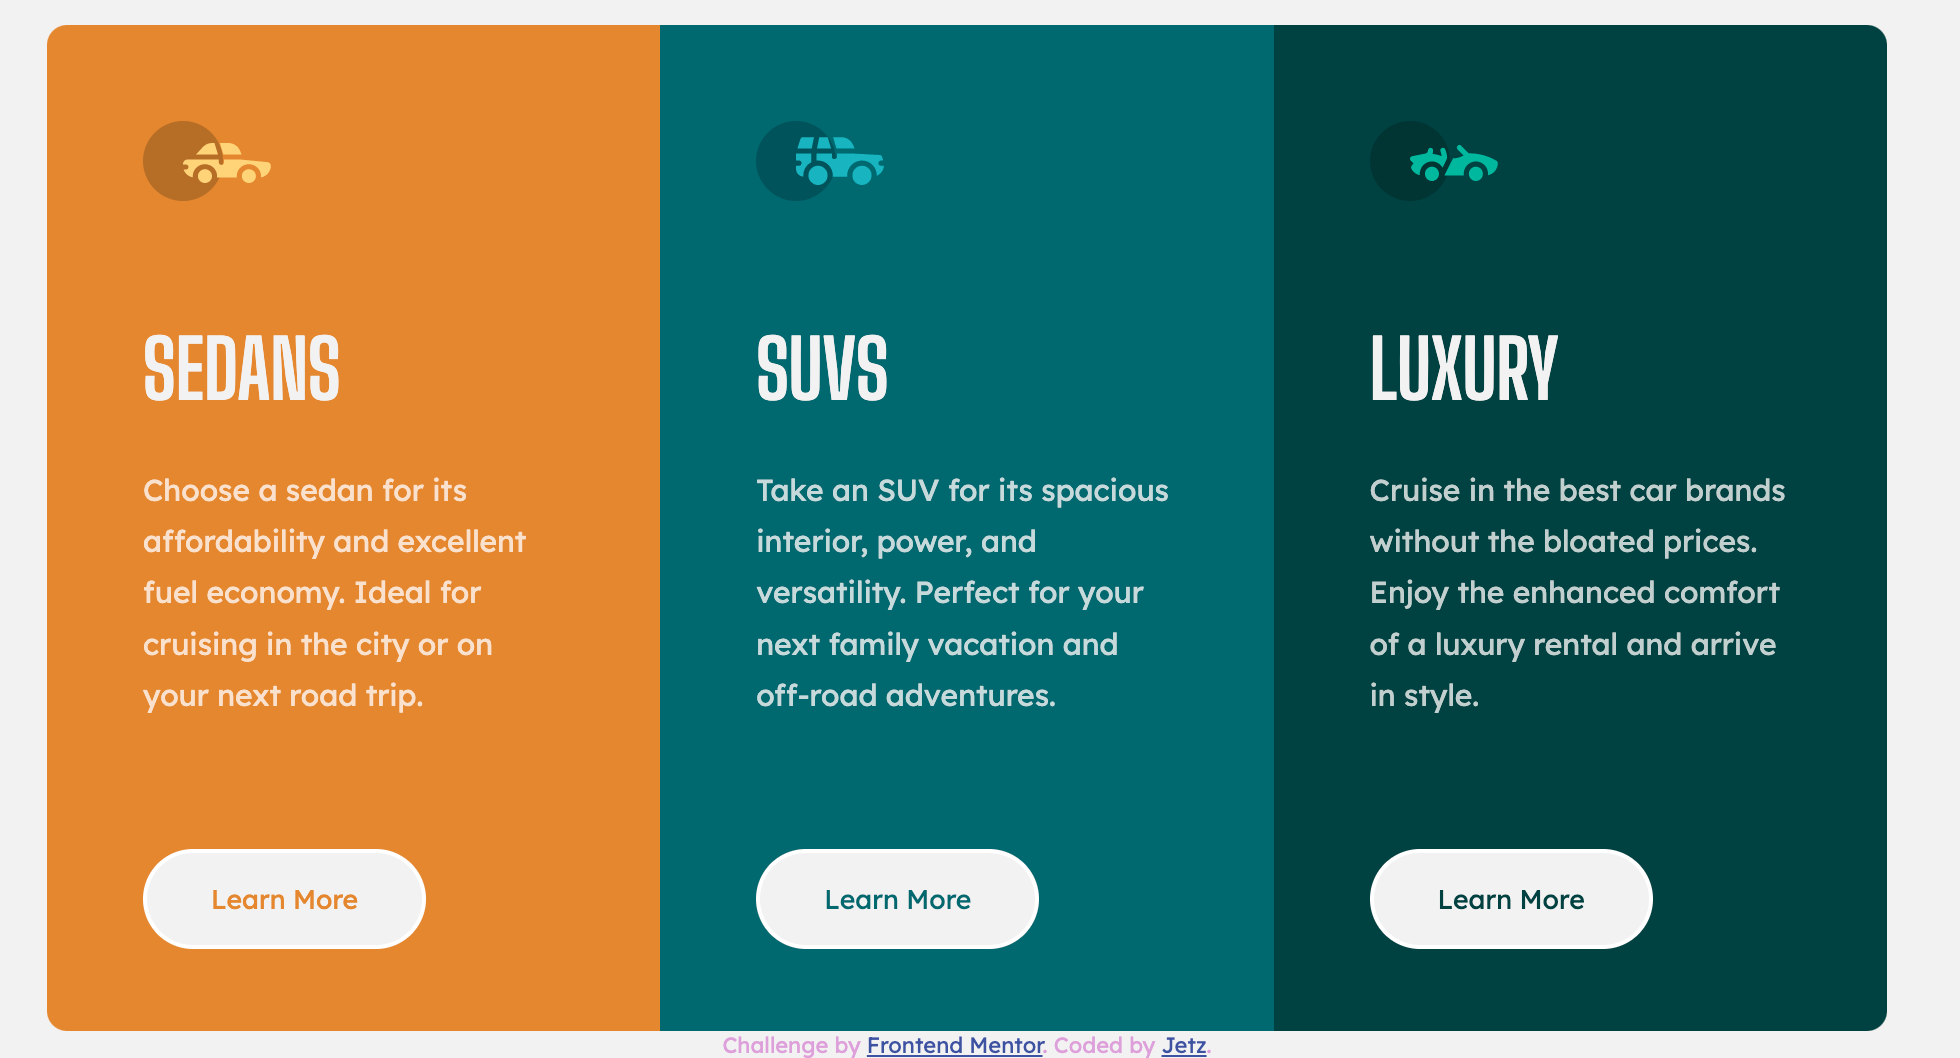 SEDANS
Choose a sedan for its
affordability and excellent
fuel economy. Ideal for
cruising in the city or on
your next road trip.
Learn More
SUVS
Take an SUV for its spacious
interior, power, and
versatility. Perfect for your
next family vacation and
off-road adventures.
Learn More
LUXURY
Cruise in the best car brands
without the bloated prices.
Enjoy the enhanced comfort
of a luxury rental and arrive
in style.
Learn More
Challenge by Frontend Mentor. Coded by Jetz.